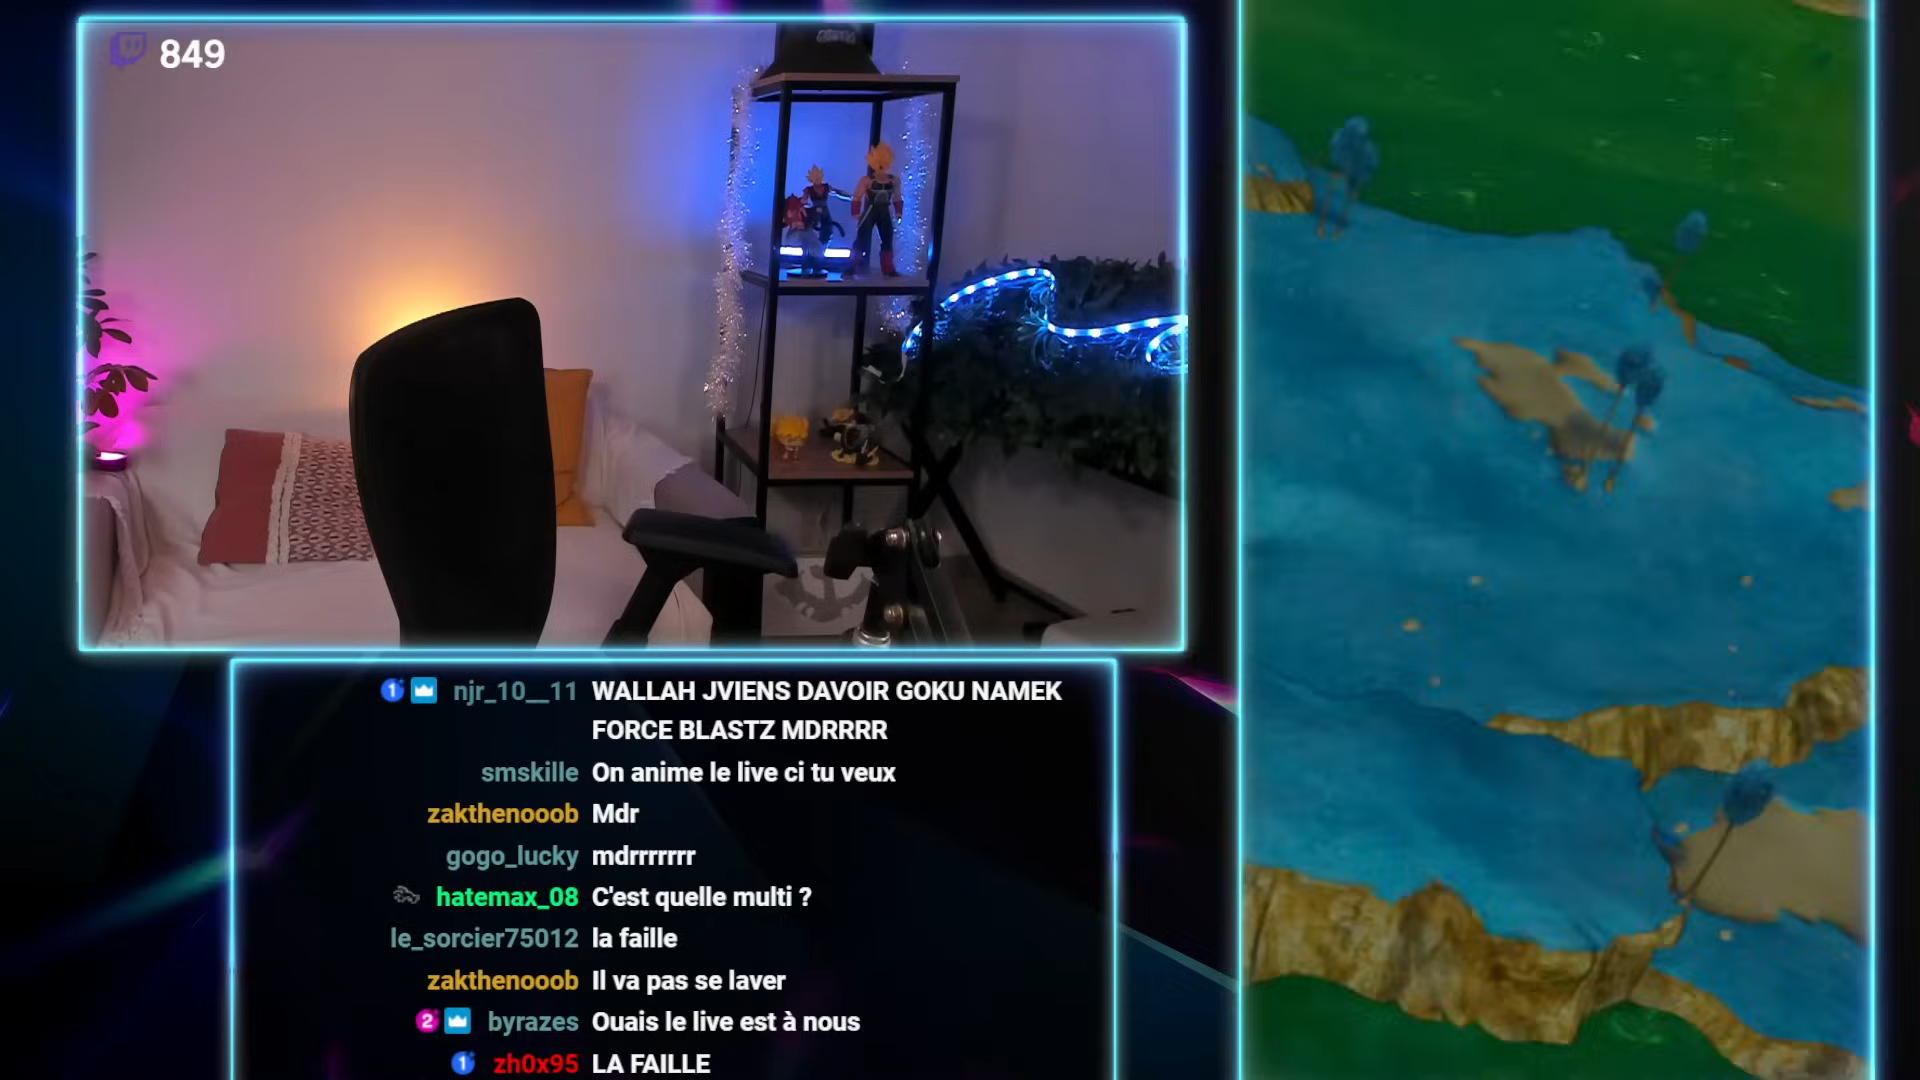 849
njr_10__11 WALLAH JVIENS DAVOIR GOKU NAMEK
FORCE BLASTZ MDRRRR
smskille On anime le live ci tu veux
zakthenooob Mdr
gogo_lucky mdrrrrrrr
hatemax_08 C'est quelle multi ?
le_sorcier75012 la faille
zakthenooob Il va pas se laver
2 byrazes Ouais le live est à nous
1 zh0x95 LA FAILLE